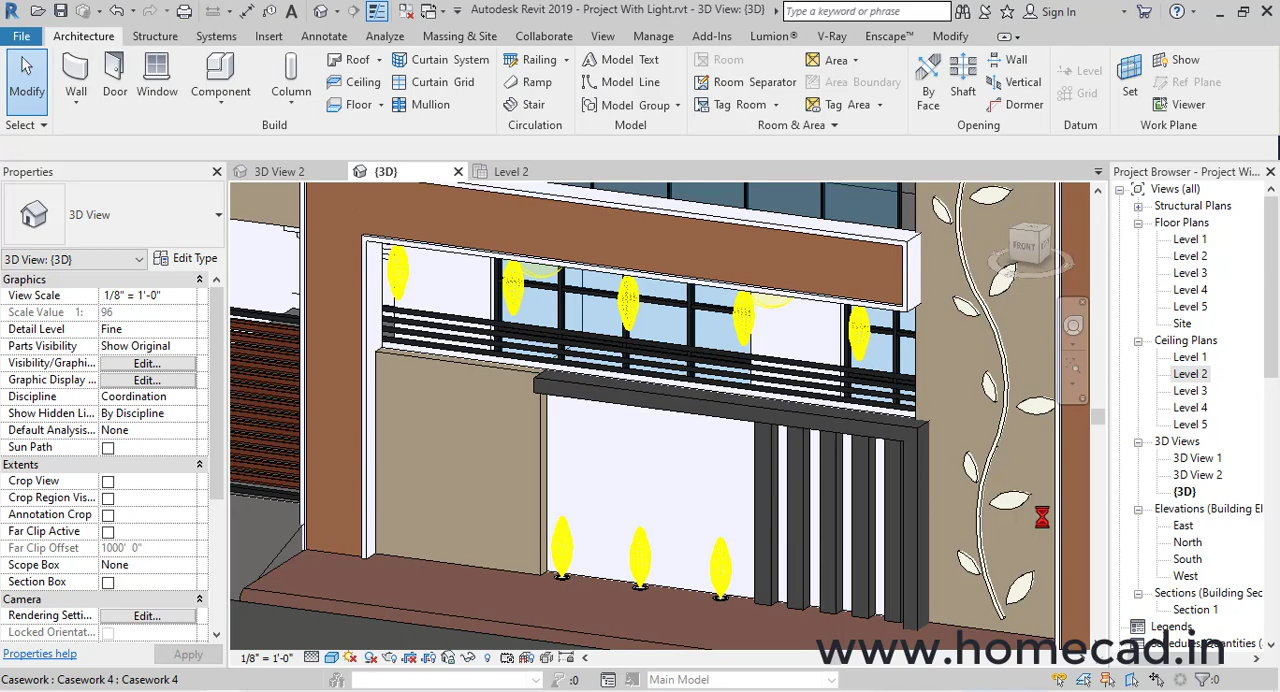 Autodesk Revit 2019 - Project With Light.rvt - 3D View: {3D}
Type a keyword or phrase
Sign In
File
Architecture
Structure
Systems
Insert
Annotate
Analyze
Massing & Site
Collaborate
View
Manage
Add-Ins
Lumion®
V-Ray
Enscape™
Modify
Modify
Wall
Door
Window
Component
Column
Roof
Ceiling
Floor
Curtain System
Curtain Grid
Mullion
Railing
Ramp
Stair
Model Text
Model Line
Model Group
Room
Room Separator
Tag Room
Area
Area Boundary
Tag Area
By Face
Shaft
Wall
Vertical
Dormer
Level
Grid
Set
Show
Ref Plane
Viewer
Select
Build
Circulation
Model
Room & Area
Opening
Datum
Work Plane
Properties
3D View 2
{3D}
Level 2
Project Browser - Project Wi...
3D View
3D View: {3D}
Edit Type
Graphics
View Scale 1/8" = 1'-0"
Scale Value 1: 96
Detail Level Fine
Parts Visibility Show Original
Visibility/Graphi... Edit...
Graphic Display ... Edit...
Discipline Coordination
Show Hidden Li... By Discipline
Default Analysis... None
Sun Path
Extents
Crop View
Crop Region Vis...
Annotation Crop
Far Clip Active
Far Clip Offset 1000' 0"
Scope Box None
Section Box
Camera
Rendering Setti... Edit...
Locked Orientat...
Properties help
Apply
FRONT
Views (all)
Structural Plans
Floor Plans
Level 1
Level 2
Level 3
Level 4
Level 5
Site
Ceiling Plans
Level 1
Level 2
Level 3
Level 4
Level 5
3D Views
3D View 1
3D View 2
{3D}
Elevations (Building El
East
North
South
West
Sections (Building Sec
Section 1
Legends
Schedules/Quantities (
www.homecad.in
1/8" = 1'-0"
Casework : Casework 4 : Casework 4
:0
Main Model
:0